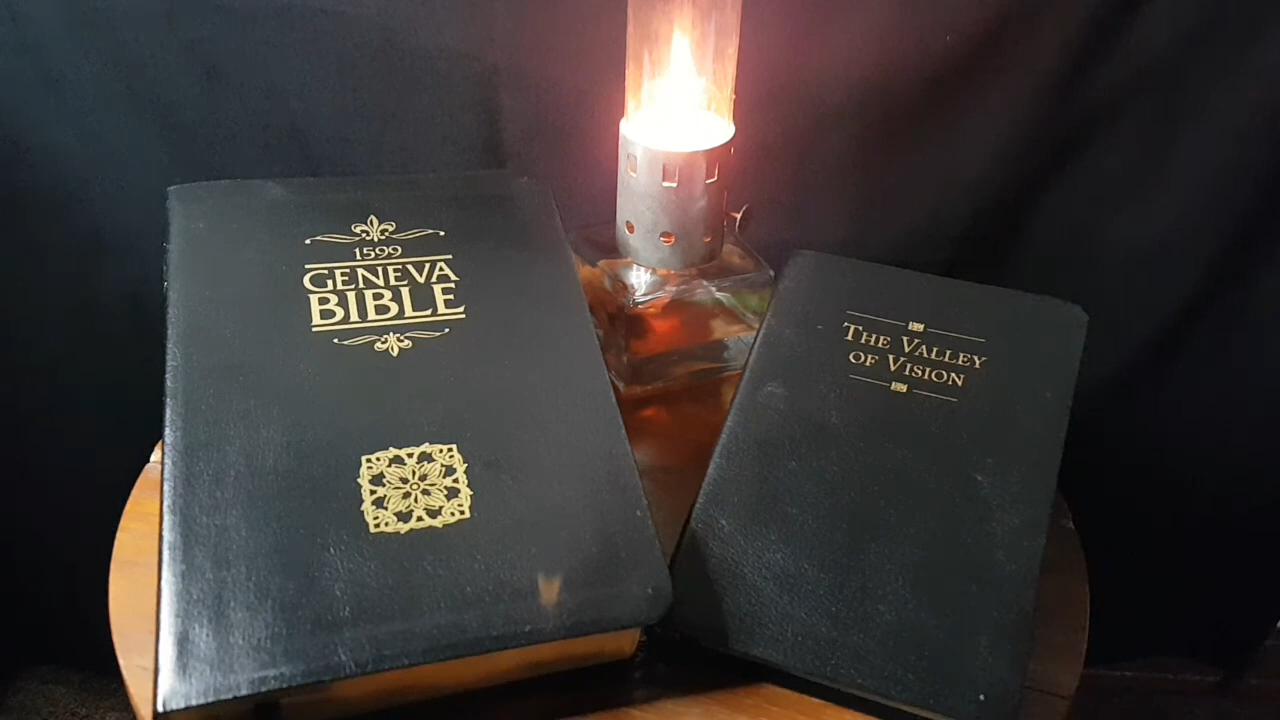 1599
GENEVA
BIBLE
THE VALLEY
OF VISION